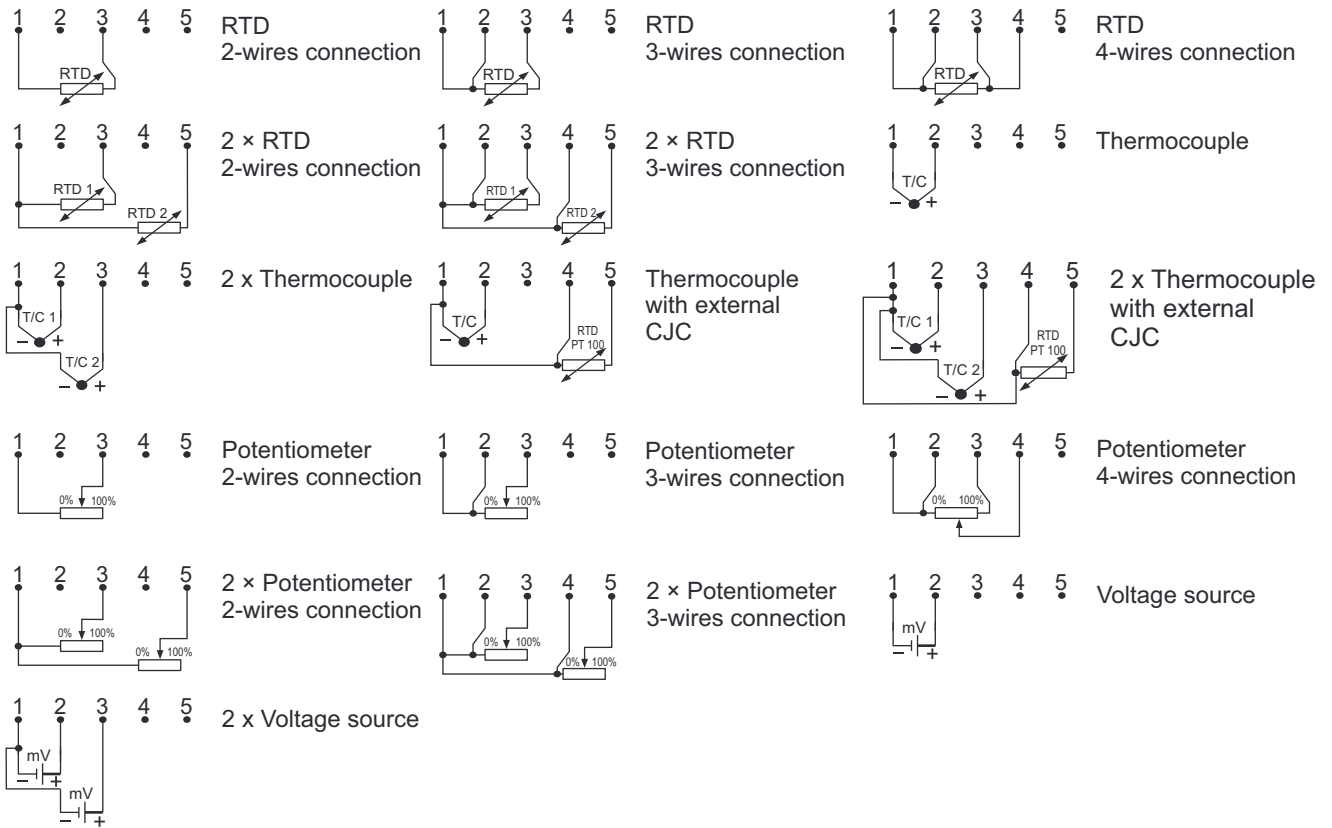 1 2 3 4 5
RTD
RTD
2-wires connection
1 2 3 4 5
RTD
RTD
3-wires connection
1 2 3 4 5
RTD
RTD
4-wires connection
1 2 3 4 5
RTD 1
RTD 2
2 × RTD
2-wires connection
1 2 3 4 5
RTD 1
RTD 2
2 × RTD
3-wires connection
1 2 3 4 5
T/C
− +
Thermocouple
1 2 3 4 5
T/C 1
− +
T/C 2
− +
2 x Thermocouple
1 2 3 4 5
T/C
− +
RTD
PT 100
Thermocouple
with external
CJC
1 2 3 4 5
T/C 1
− +
T/C 2
− +
RTD
PT 100
2 x Thermocouple
with external
CJC
1 2 3 4 5
0% 100%
Potentiometer
2-wires connection
1 2 3 4 5
0% 100%
Potentiometer
3-wires connection
1 2 3 4 5
0% 100%
Potentiometer
4-wires connection
1 2 3 4 5
0% 100%
0% 100%
2 × Potentiometer
2-wires connection
1 2 3 4 5
0% 100%
0% 100%
2 × Potentiometer
3-wires connection
1 2 3 4 5
mV
− +
Voltage source
1 2 3 4 5
mV
− +
mV
− +
2 x Voltage source